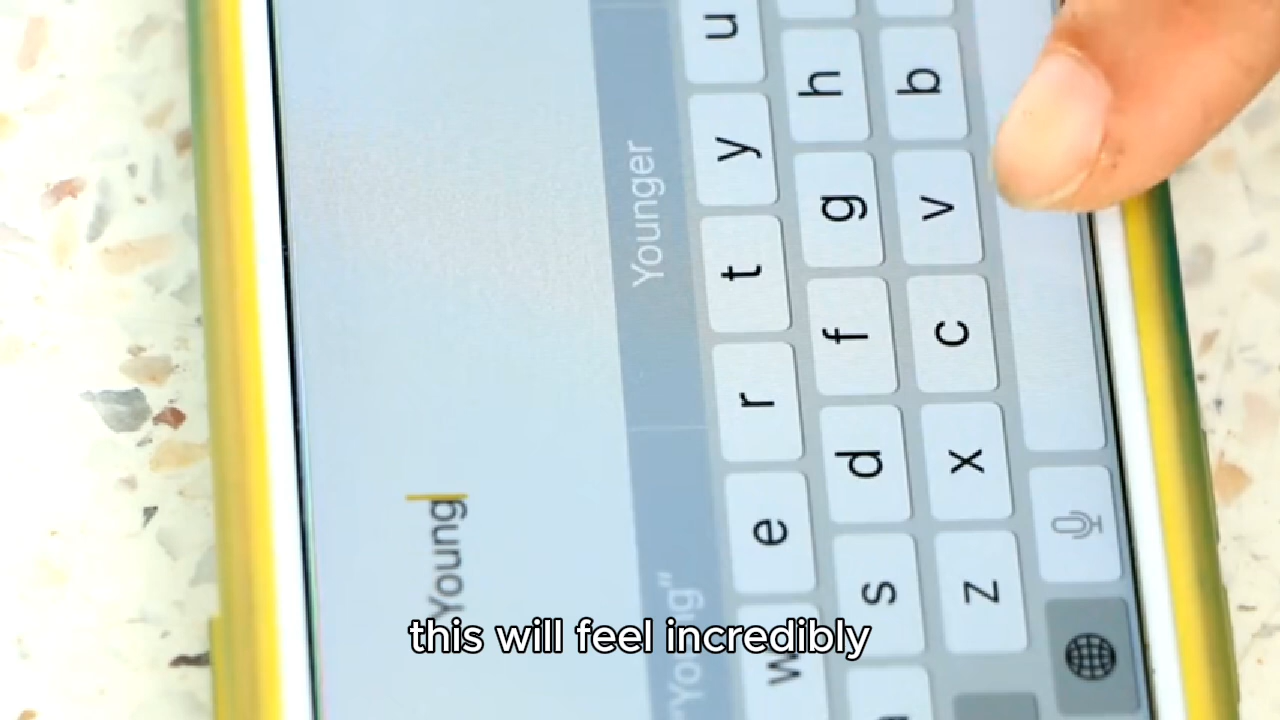 Young
"Young"
Younger
w e r t y u
s d f g h
z x c v b
this will feel incredibly